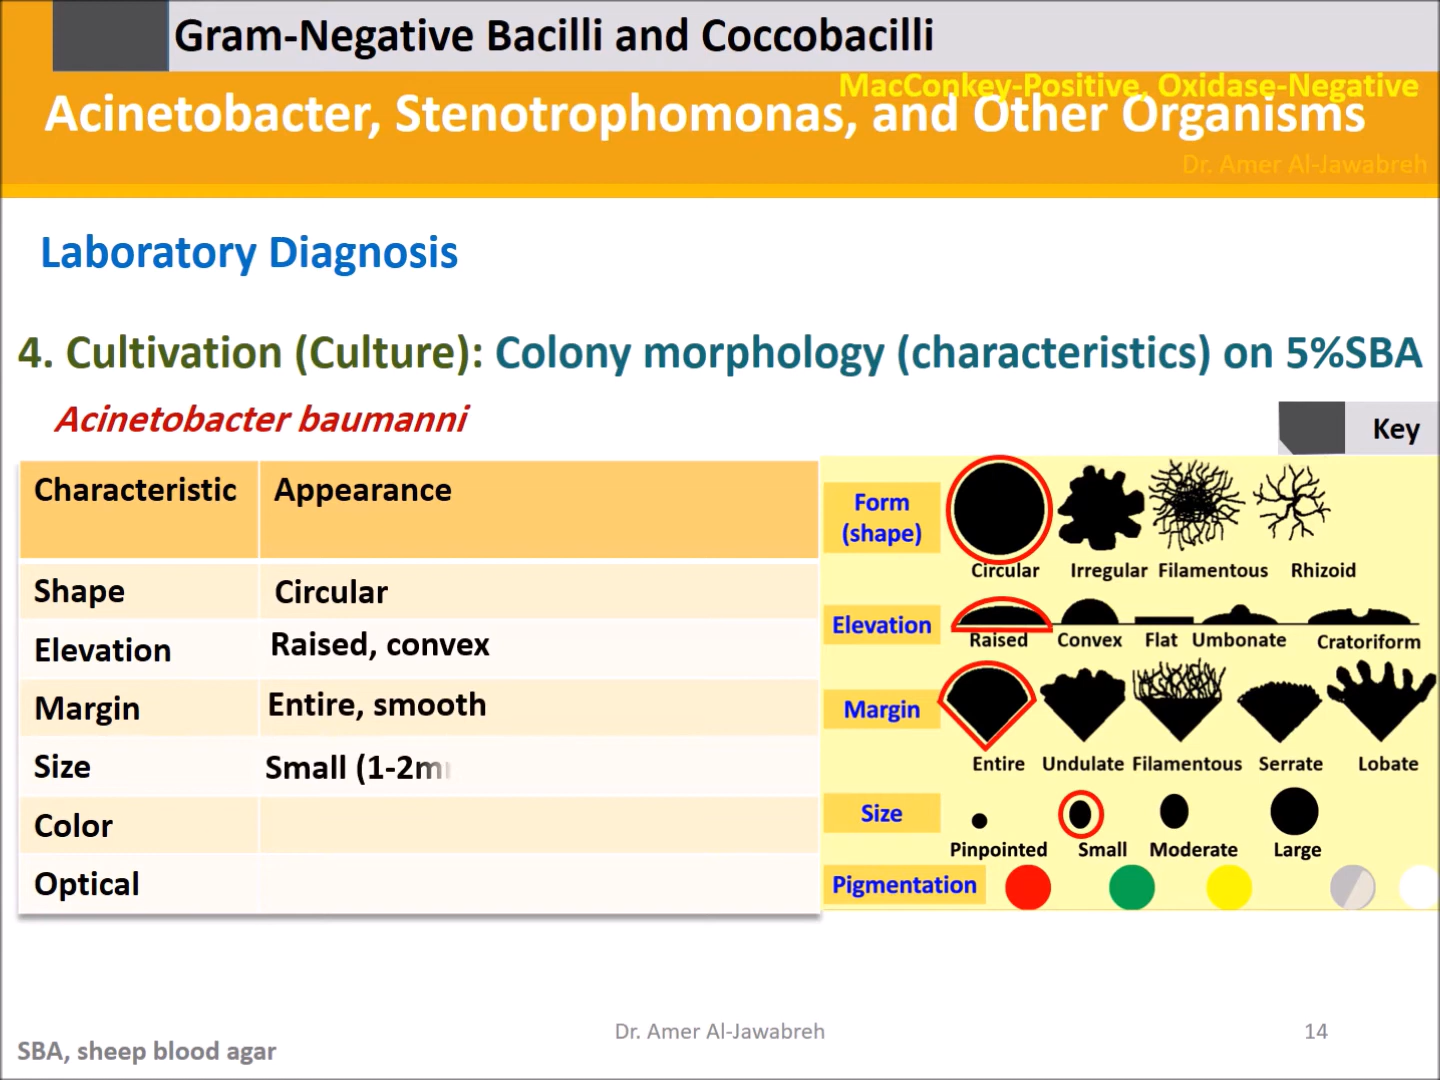 Gram-Negative Bacilli and Coccobacilli
MacConkey-Positive, Oxidase-Negative
Acinetobacter, Stenotrophomonas, and Other Organisms
Dr. Amer Al-Jawabreh
Laboratory Diagnosis
4. Cultivation (Culture): Colony morphology (characteristics) on 5%SBA
Acinetobacter baumanni
Key
Characteristic Appearance
Shape Circular
Elevation Raised, convex
Margin Entire, smooth
Size Small (1-2m
Color
Optical
Form
(shape)
Circular Irregular Filamentous Rhizoid
Elevation
Raised Convex Flat Umbonate Cratoriform
Margin
Entire Undulate Filamentous Serrate Lobate
Size
Pinpointed Small Moderate Large
Pigmentation
Dr. Amer Al-Jawabreh
14
SBA, sheep blood agar